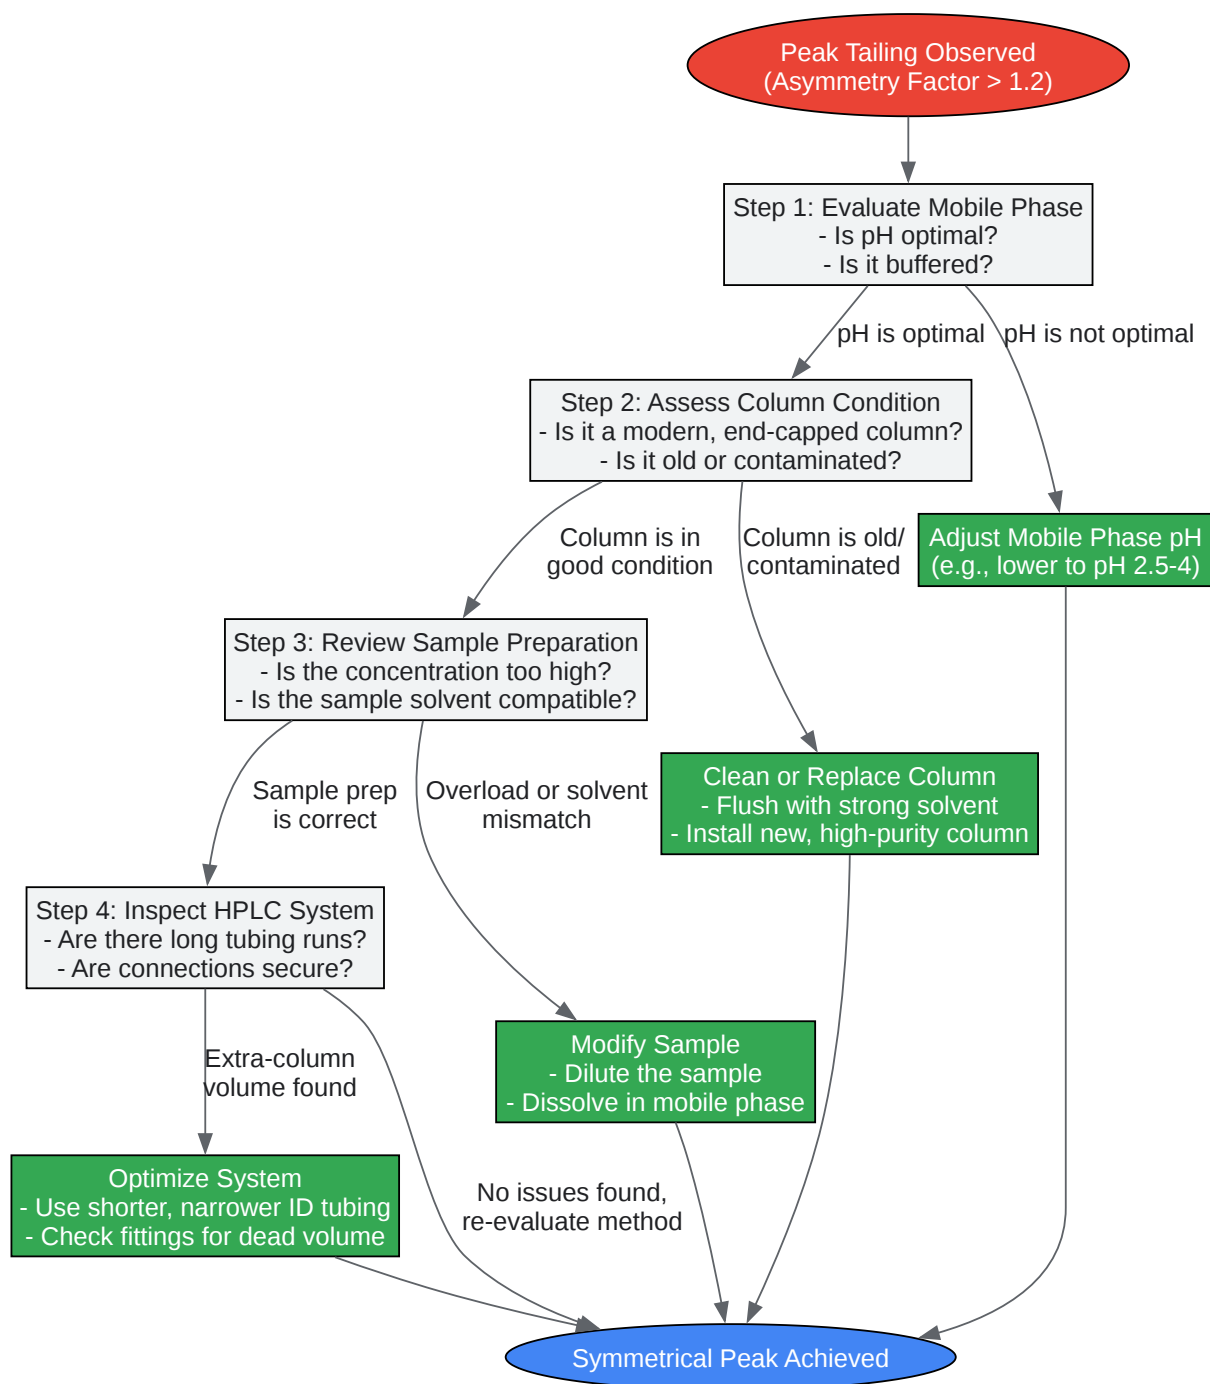 Peak Tailing Observed
(Asymmetry Factor > 1.2)
Step 1: Evaluate Mobile Phase
- Is pH optimal?
- Is it buffered?
pH is optimal
pH is not optimal
Step 2: Assess Column Condition
- Is it a modern, end-capped column?
- Is it old or contaminated?
Column is in
good condition
Column is old/
contaminated
Adjust Mobile Phase pH
(e.g., lower to pH 2.5-4)
Step 3: Review Sample Preparation
- Is the concentration too high?
- Is the sample solvent compatible?
Sample prep
is correct
Overload or solvent
mismatch
Clean or Replace Column
- Flush with strong solvent
- Install new, high-purity column
Step 4: Inspect HPLC System
- Are there long tubing runs?
- Are connections secure?
Extra-column
volume found
Modify Sample
- Dilute the sample
- Dissolve in mobile phase
Optimize System
- Use shorter, narrower ID tubing
- Check fittings for dead volume
No issues found,
re-evaluate method
Symmetrical Peak Achieved